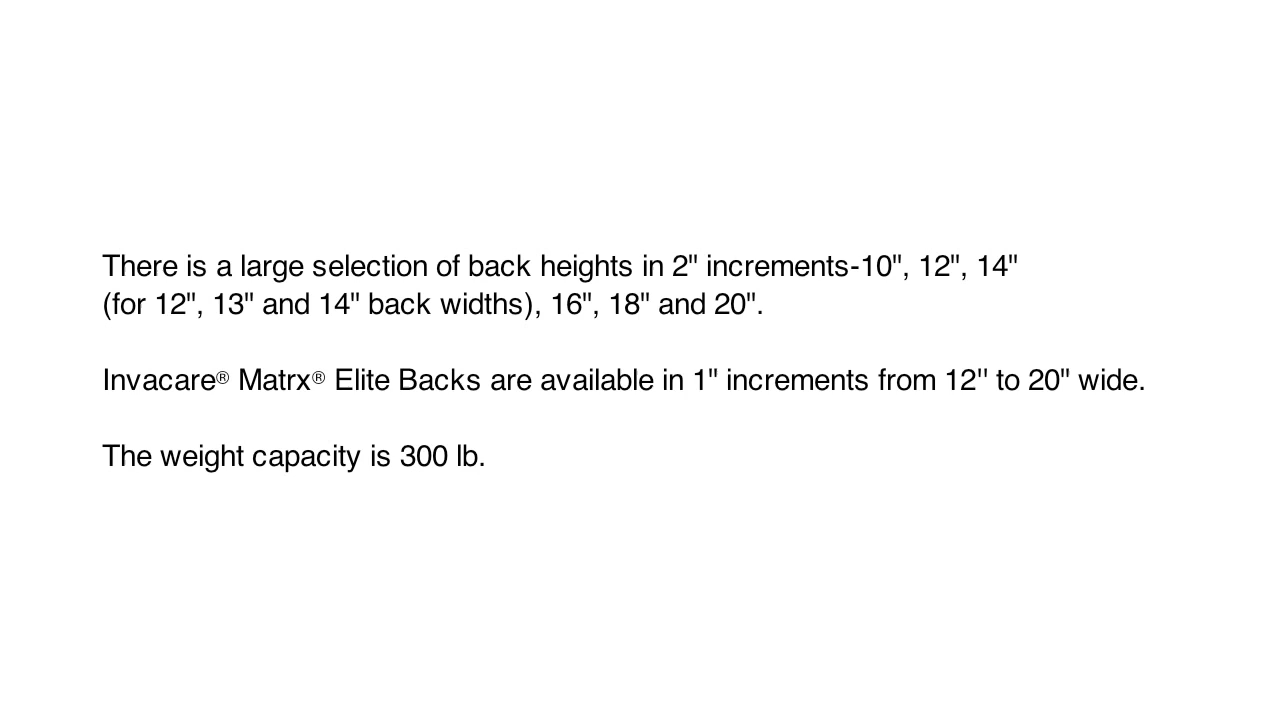 There is a large selection of back heights in 2" increments-10", 12", 14"
(for 12", 13" and 14" back widths), 16", 18" and 20".
Invacare® Matrx® Elite Backs are available in 1" increments from 12'' to 20" wide.
The weight capacity is 300 lb.